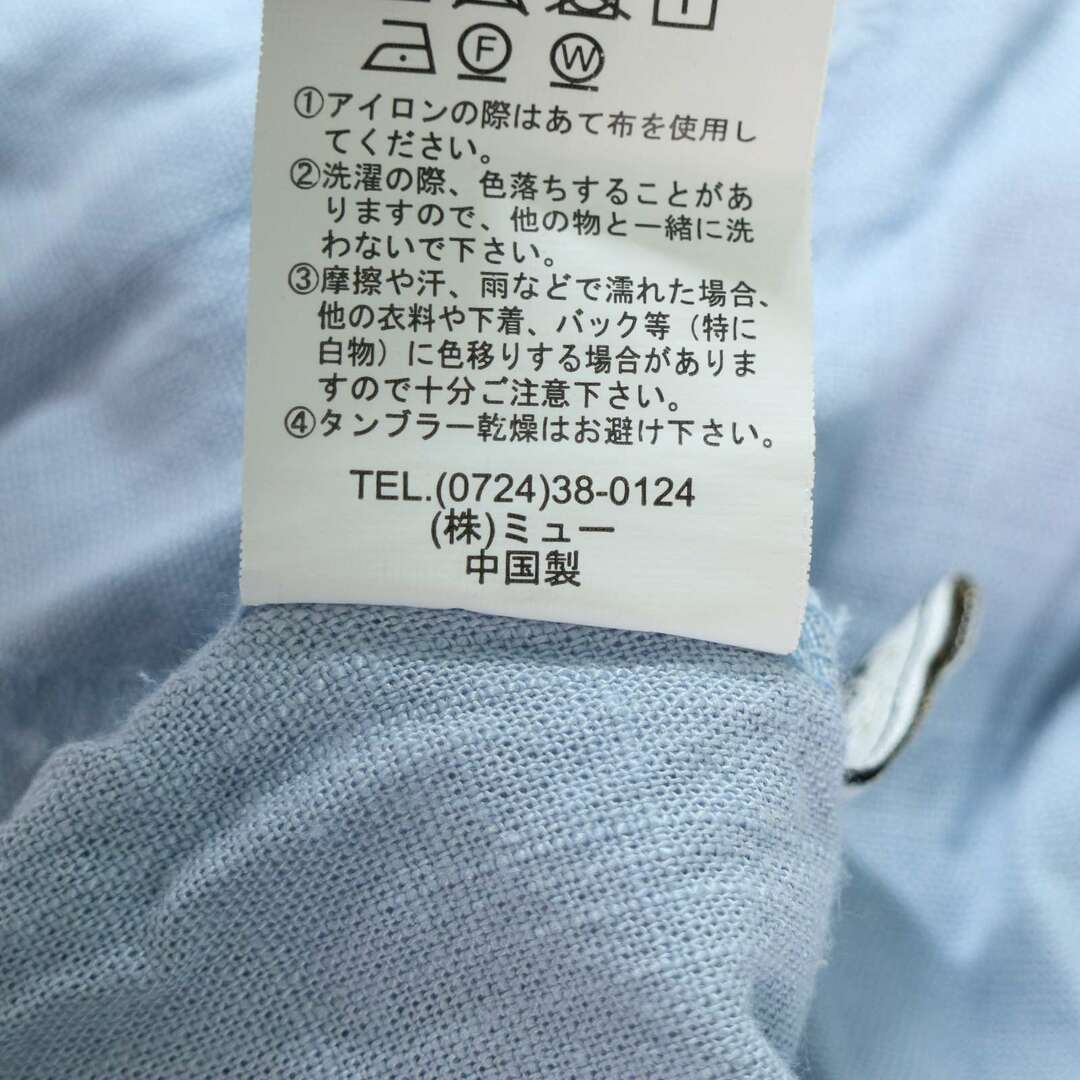 F W
①アイロンの際はあて布を使用し
てください。
②洗濯の際、色落ちすることがあ
りますので、他の物と一緒に洗
わないで下さい。
③摩擦や汗、雨などで濡れた場合、
他の衣料や下着、バック等（特に
白物）に色移りする場合がありま
すので十分ご注意下さい。
④タンブラー乾燥はお避け下さい。
TEL.(0724)38-0124
(株)ミュー
中国製